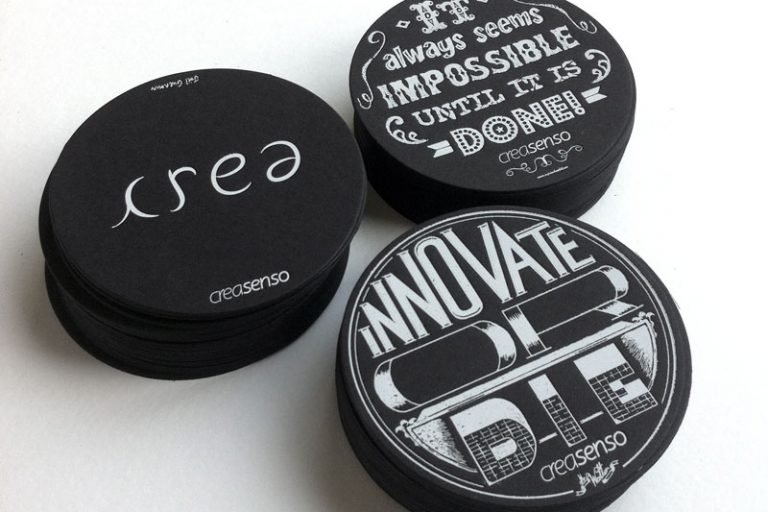 crea
creasenso
IT
always seems
IMPOSSIBLE
UNTIL IT IS
DONE!
creasenso
iNNOVATE
OR
DIE
creasenso